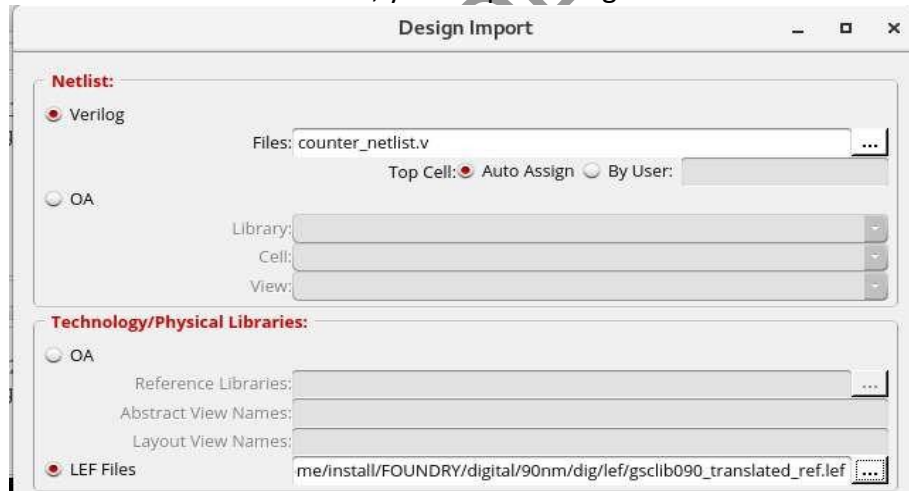 Design Import
Netlist:
Verilog
Files: counter_netlist.v ...
Top Cell: Auto Assign By User:
OA
Library:
Cell:
View:
Technology/Physical Libraries:
OA
Reference Libraries: ...
Abstract View Names:
Layout View Names:
LEF Files me/install/FOUNDRY/digital/90nm/dig/lef/gsclib090_translated_ref.lef ...